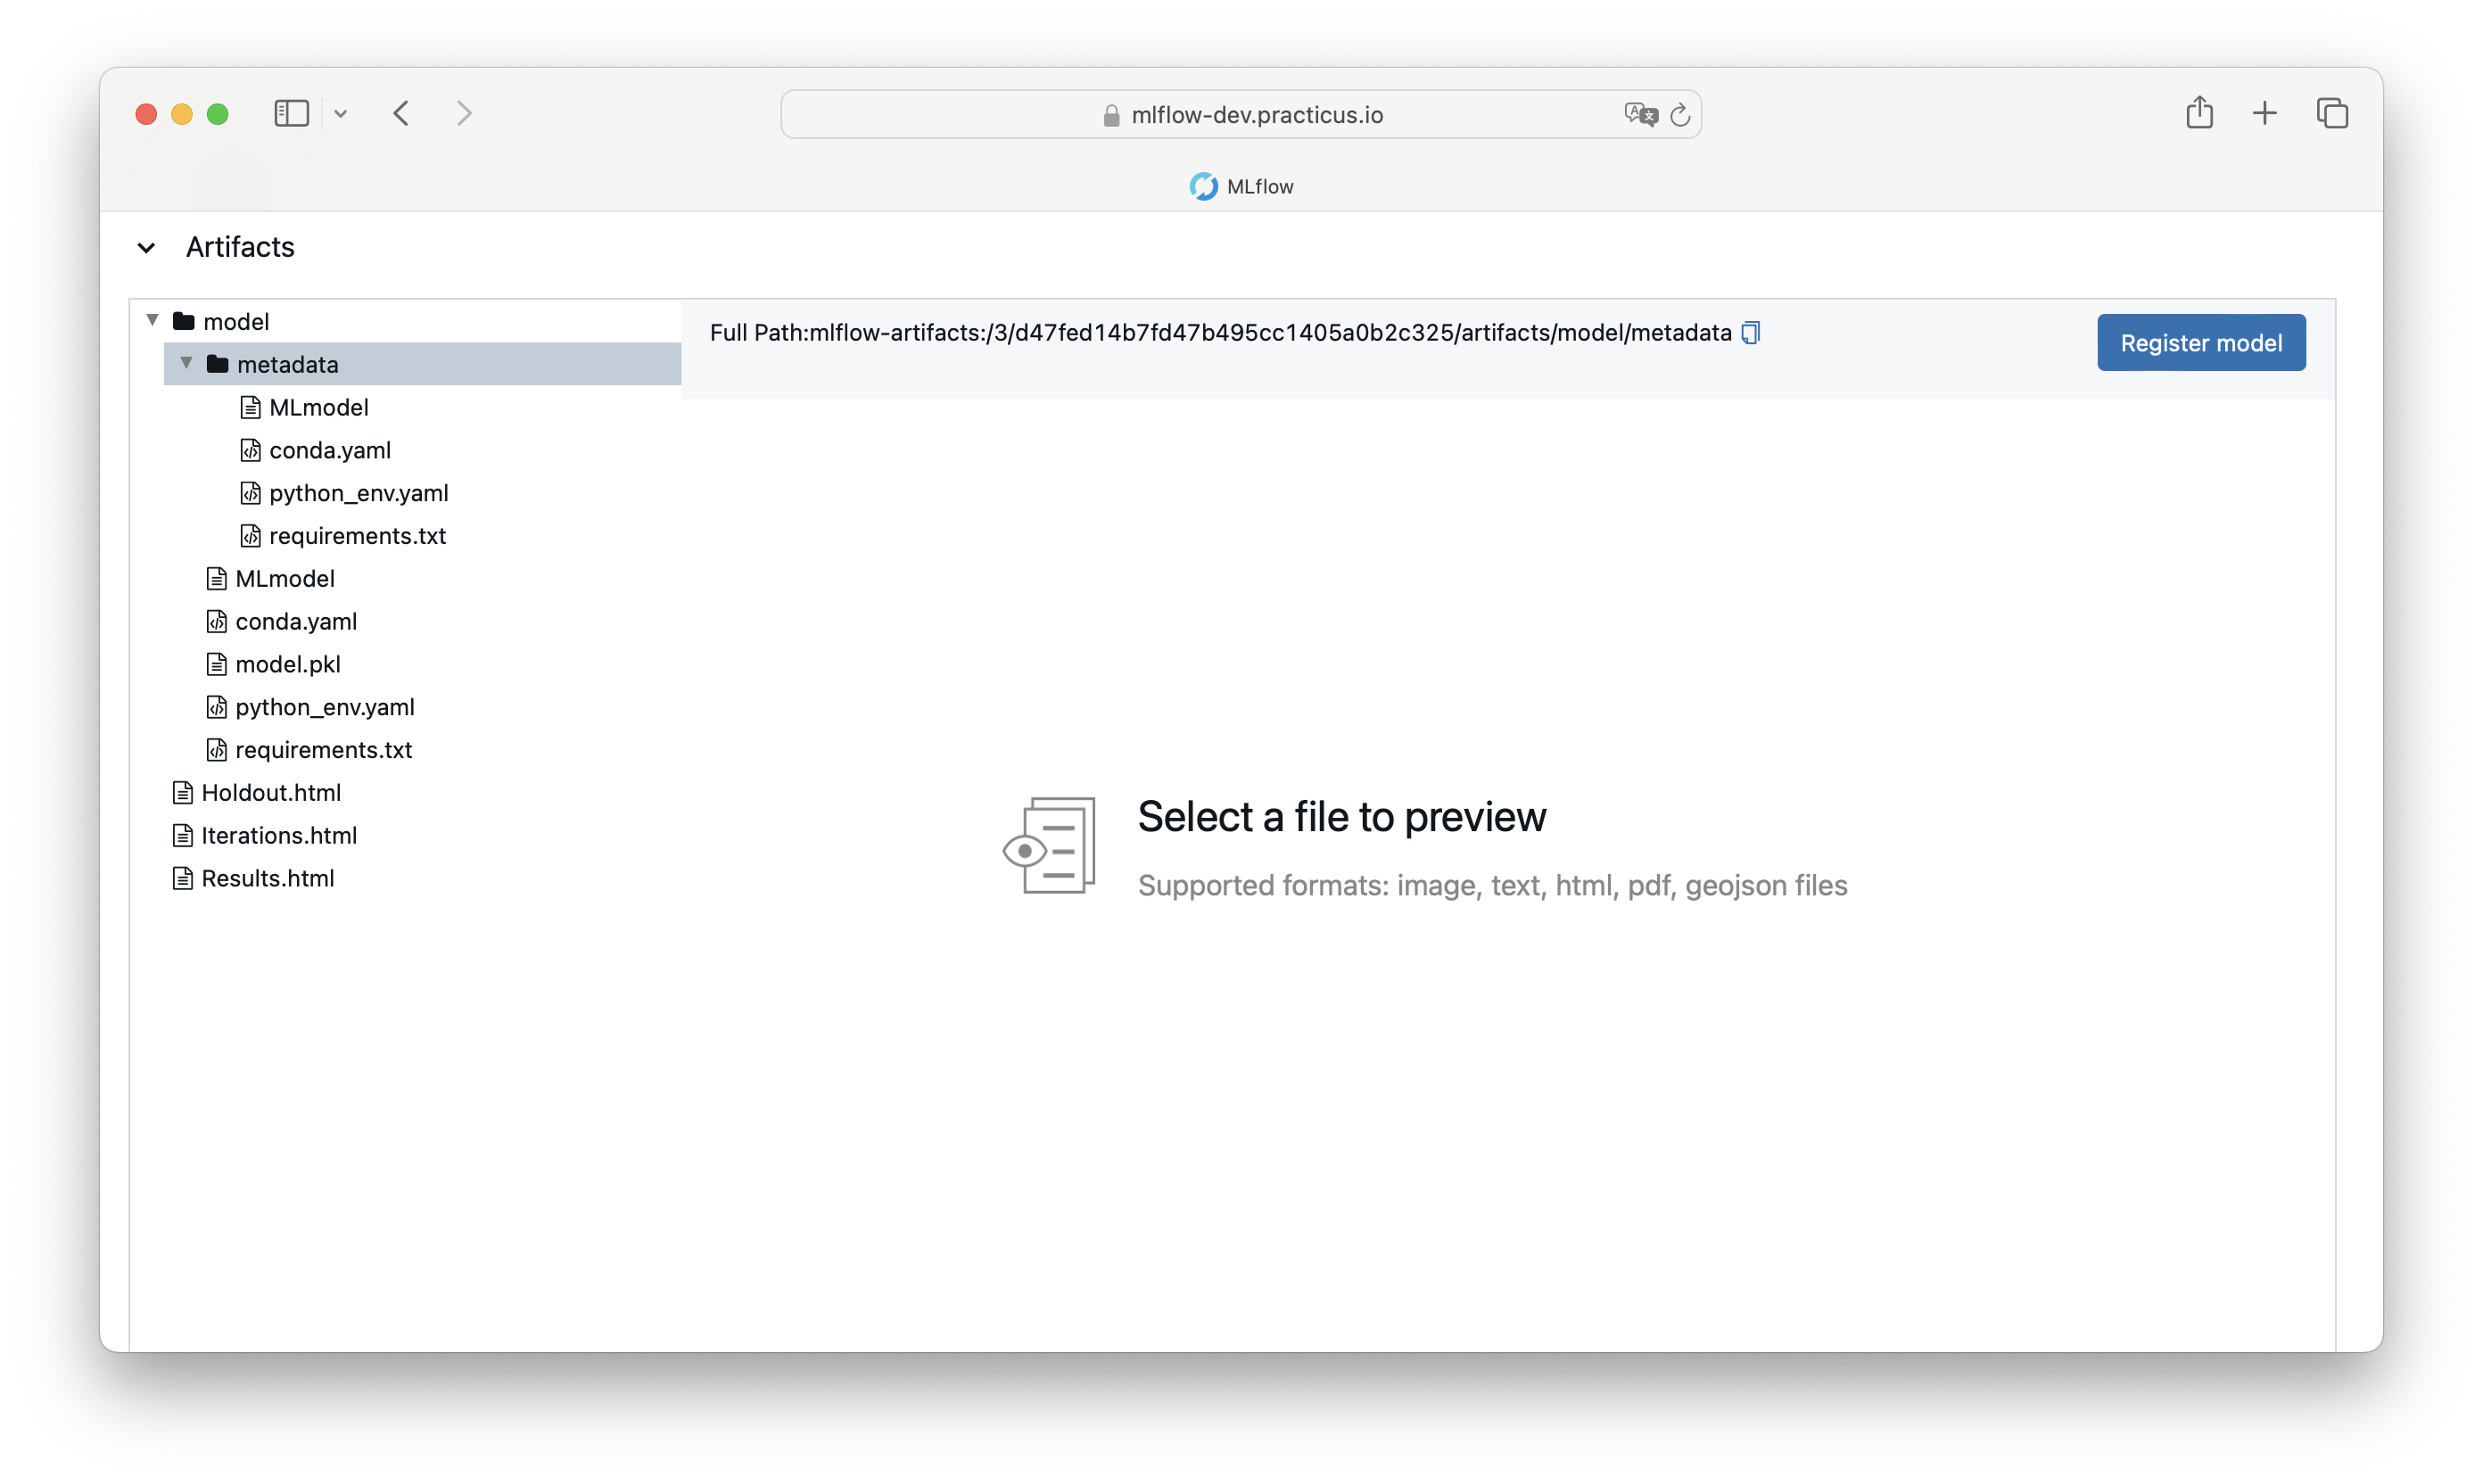 mlflow-dev.practicus.io
MLflow
Artifacts
model
Full Path:mlflow-artifacts:/3/d47fed14b7fd47b495cc1405a0b2c325/artifacts/model/metadata
Register model
metadata
MLmodel
conda.yaml
python_env.yaml
requirements.txt
MLmodel
conda.yaml
model.pkl
python_env.yaml
requirements.txt
Holdout.html
Iterations.html
Results.html
Select a file to preview
Supported formats: image, text, html, pdf, geojson files